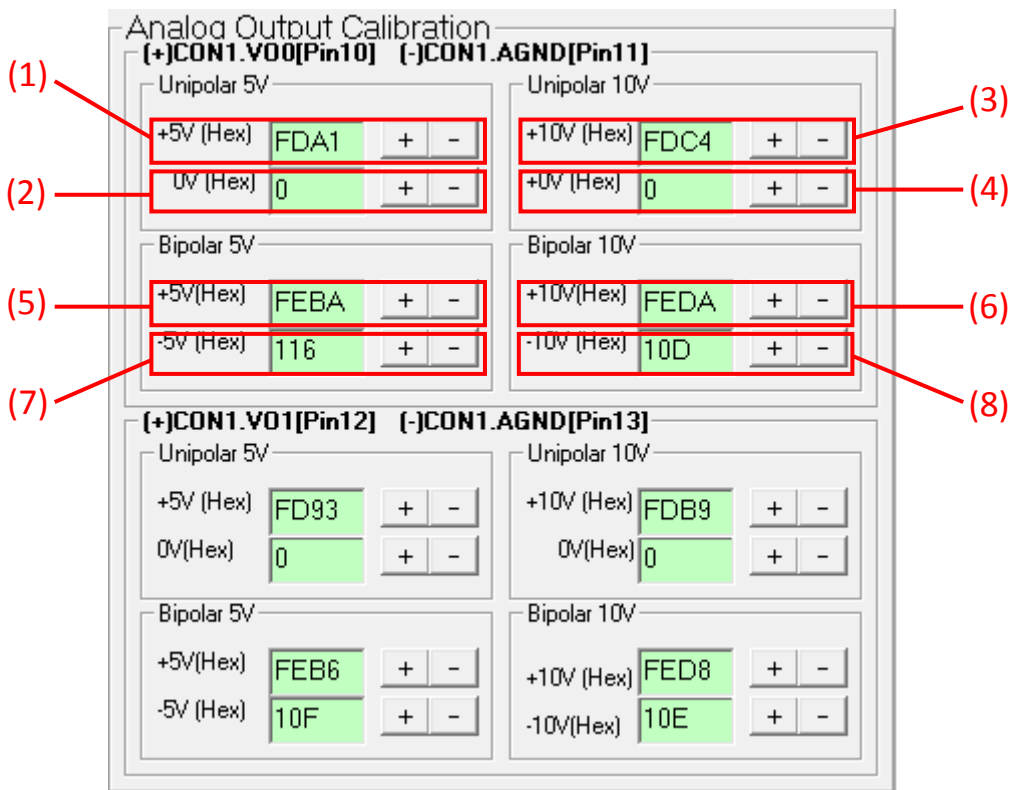 Analog Output Calibration
(+)CON1.VO0[Pin10] (-)CON1.AGND[Pin11]
(1)
Unipolar 5V
Unipolar 10V
(3)
+5V (Hex) FDA1 + -
+10V (Hex) FDC4 + -
(2)
0V (Hex) 0 + -
+0V (Hex) 0 + -
(4)
Bipolar 5V
Bipolar 10V
(5)
+5V(Hex) FEBA + -
+10V(Hex) FEDA + -
(6)
-5V (Hex) 116 + -
-10V (Hex) 10D + -
(7)
(8)
(+)CON1.VO1[Pin12] (-)CON1.AGND[Pin13]
Unipolar 5V
Unipolar 10V
+5V (Hex) FD93 + -
+10V (Hex) FDB9 + -
0V(Hex) 0 + -
0V(Hex) 0 + -
Bipolar 5V
Bipolar 10V
+5V(Hex) FEB6 + -
+10V (Hex) FED8 + -
-5V (Hex) 10F + -
-10V(Hex) 10E + -